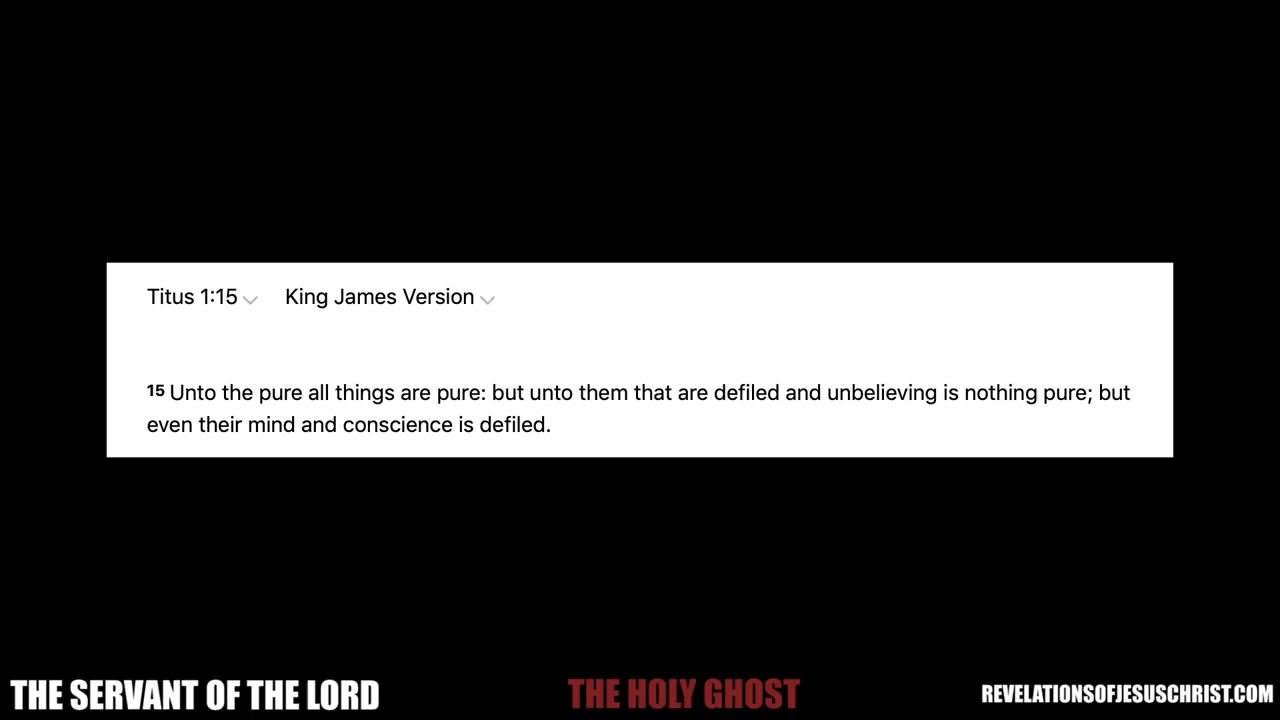 Titus 1:15 King James Version
15 Unto the pure all things are pure: but unto them that are defiled and unbelieving is nothing pure; but
even their mind and conscience is defiled.
THE SERVANT OF THE LORD THE HOLY GHOST REVELATIONSOFJESUSCHRIST.COM